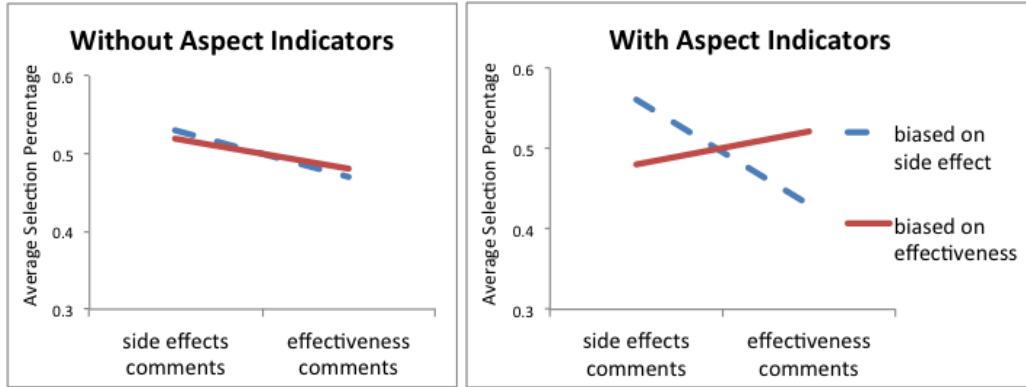 Without Aspect Indicators
Average Selection Percentage
0.6
0.5
0.4
0.3
side effects
comments
effectiveness
comments
With Aspect Indicators
Average Selection Percentage
0.6
0.5
0.4
0.3
side effects
comments
effectiveness
comments
biased on
side effect
biased on
effectiveness